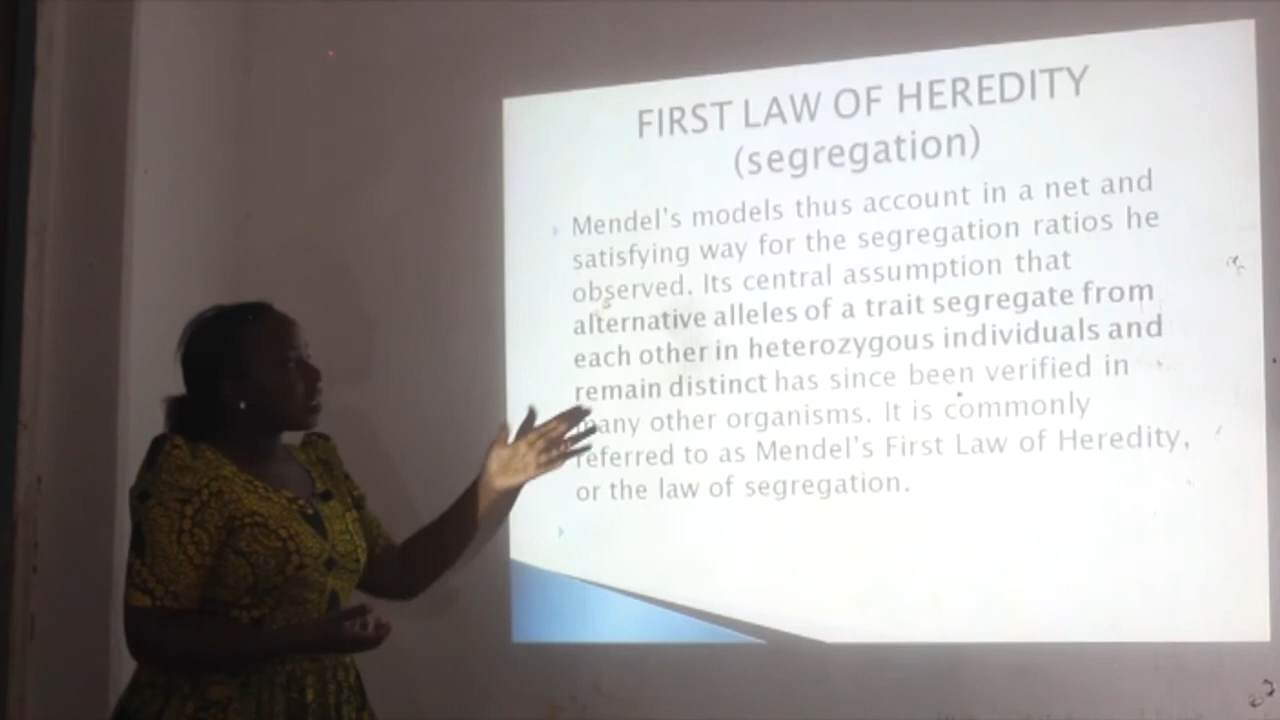 FIRST LAW OF HEREDITY
(segregation)
Mendel's models thus account in a net and
satisfying way for the segregation ratios he
observed. Its central assumption that
alternative alleles of a trait segregate from
each other in heterozygous individuals and
remain distinct has since been verified in
many other organisms. It is commonly
referred to as Mendel's First Law of Heredity,
or the law of segregation.